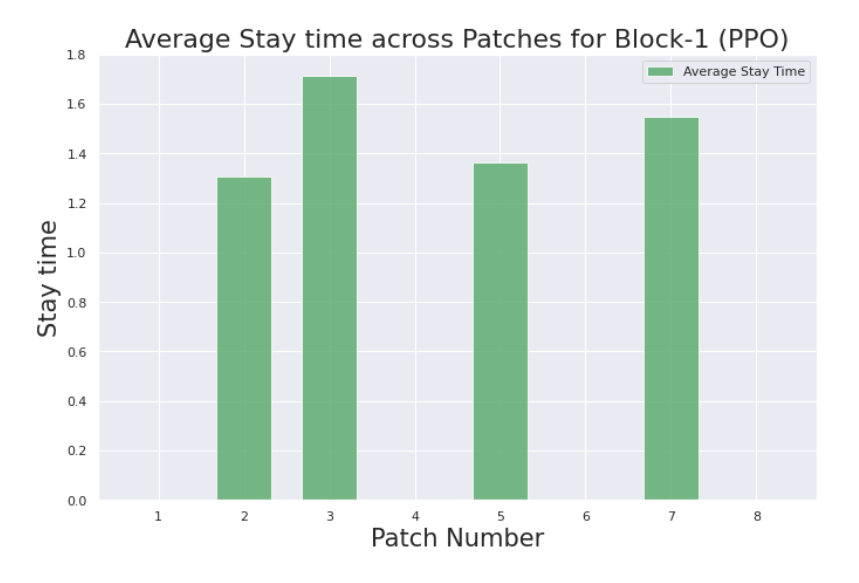 Average Stay time across Patches for Block-1 (PPO)
1.8
Average Stay Time
1.6
1.4
1.2
1.0
0.8
0.6
0.4
0.2
0.0
Stay time
1 2 3 4 5 6 7 8
Patch Number